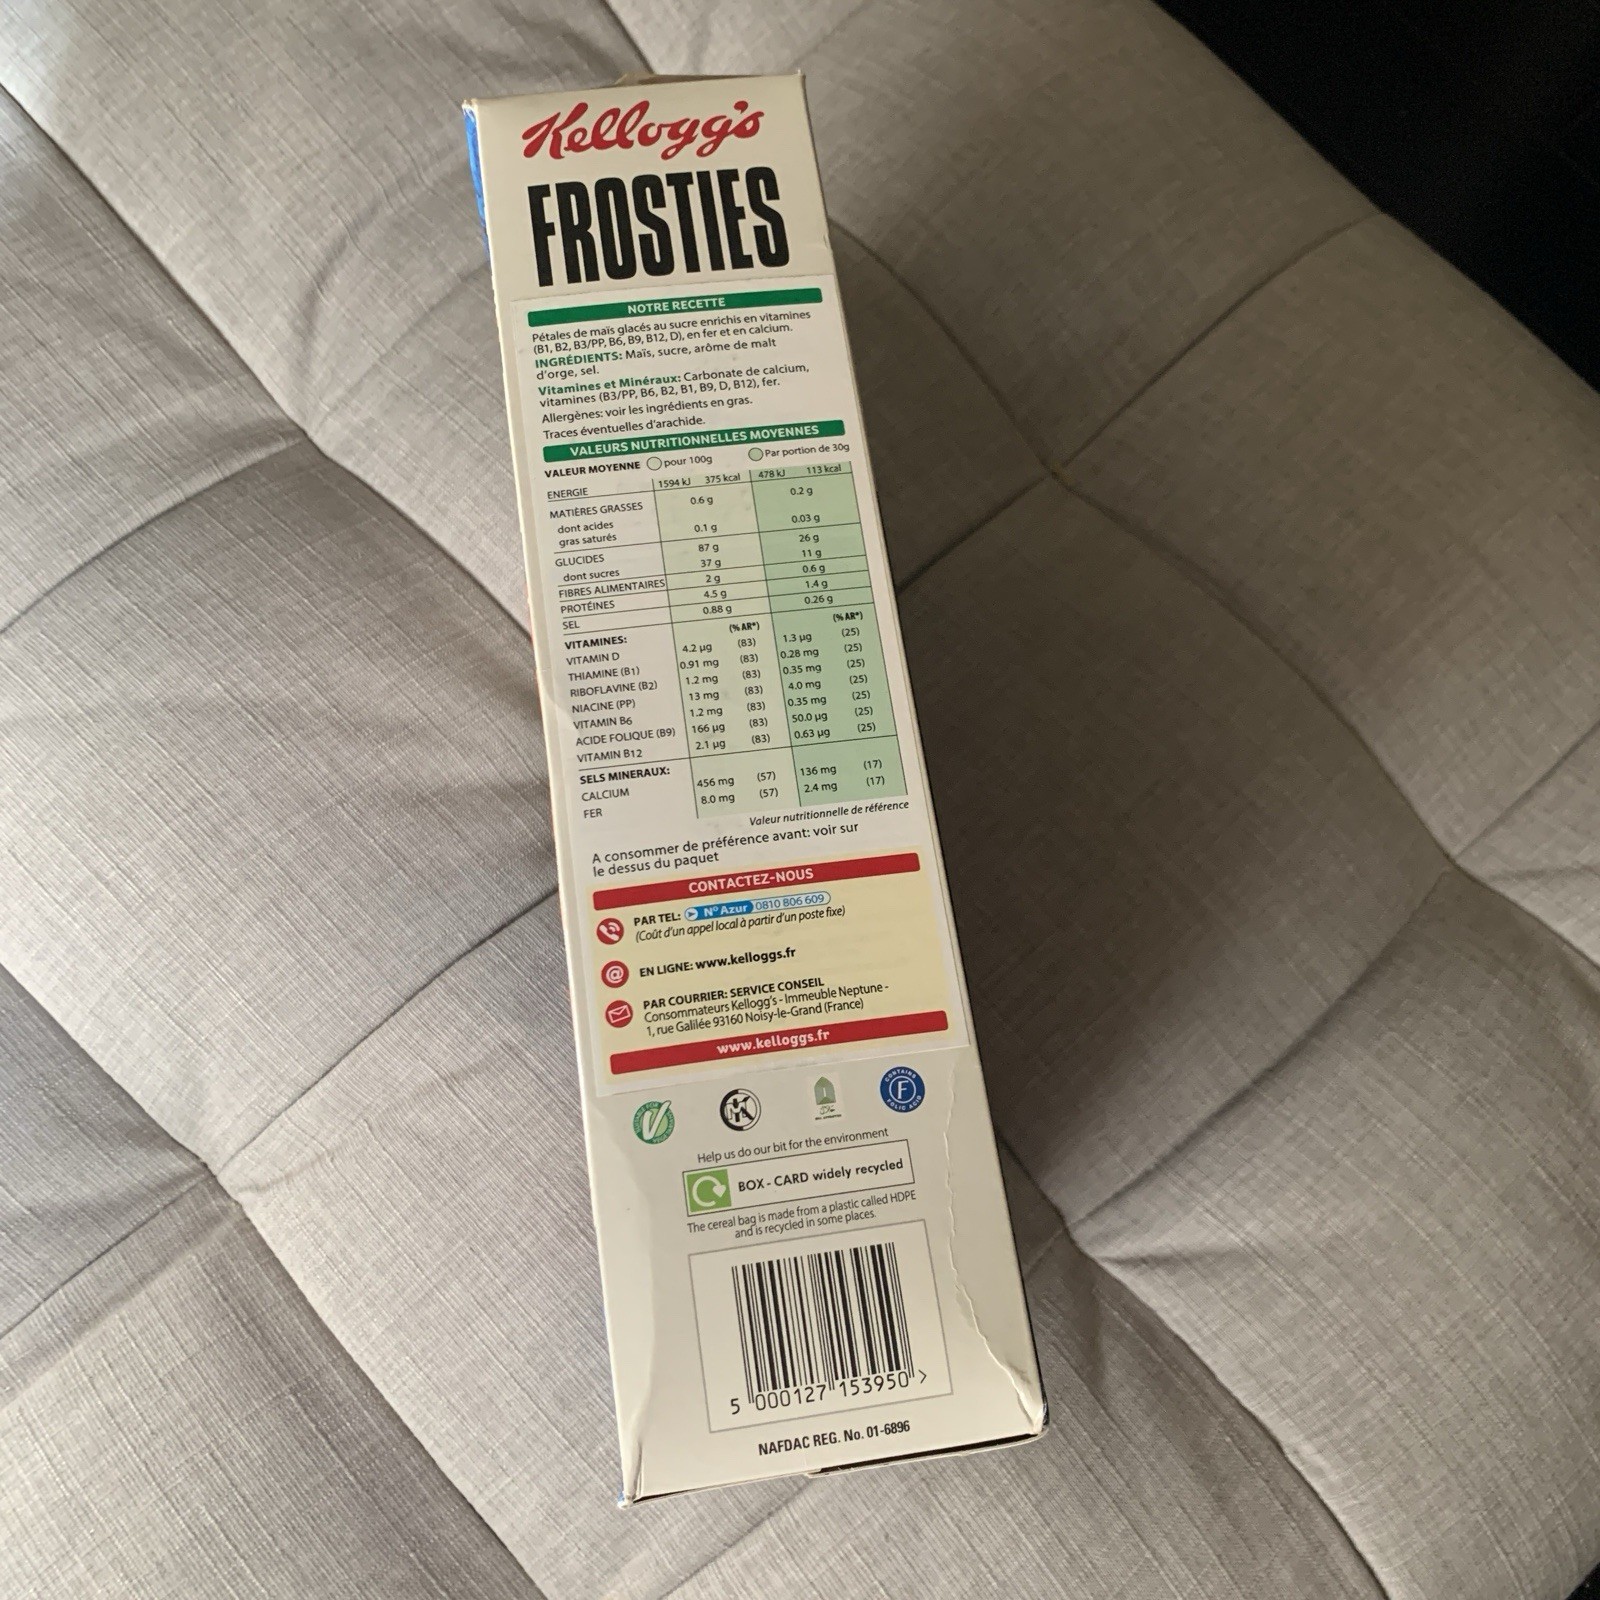 Kellogg's
FROSTIES
NOTRE RECETTE
Pétales de maïs glacés au sucre enrichis en vitamines
(B1, B2, B3/PP, B6, B9, B12, D), en fer et en calcium.
INGRÉDIENTS: Maïs, sucre, arôme de malt
d'orge, sel.
Vitamines et Minéraux: Carbonate de calcium,
vitamines (B3/PP, B6, B2, B1, B9, D, B12), fer.
Allergènes: voir les ingrédients en gras.
Traces éventuelles d'arachide.
VALEURS NUTRITIONNELLES MOYENNES
VALEUR MOYENNE pour 100g Par portion de 30g
ENERGIE 1594 kJ 375 kcal 478 kJ 113 kcal
MATIÈRES GRASSES 0.6 g 0.2 g
dont acides
gras saturés 0.1 g 0.03 g
GLUCIDES 87 g 26 g
dont sucres 37 g 11 g
FIBRES ALIMENTAIRES 2 g 0.6 g
PROTÉINES 4.5 g 1.4 g
SEL 0.88 g 0.26 g
VITAMINES: (% AR*) (% AR*)
VITAMIN D 4.2 µg (83) 1.3 µg (25)
THIAMINE (B1) 0.91 mg (83) 0.28 mg (25)
RIBOFLAVINE (B2) 1.2 mg (83) 0.35 mg (25)
NIACINE (PP) 13 mg (83) 4.0 mg (25)
VITAMIN B6 1.2 mg (83) 0.35 mg (25)
ACIDE FOLIQUE (B9) 166 µg (83) 50.0 µg (25)
VITAMIN B12 2.1 µg (83) 0.63 µg (25)
SELS MINERAUX:
CALCIUM 456 mg (57) 136 mg (17)
FER 8.0 mg (57) 2.4 mg (17)
Valeur nutritionnelle de référence
A consommer de préférence avant: voir sur
le dessus du paquet
CONTACTEZ-NOUS
PAR TEL: N° Azur 0810 806 609
(Coût d'un appel local à partir d'un poste fixe)
@ EN LIGNE: www.kelloggs.fr
PAR COURRIER: SERVICE CONSEIL
Consommateurs Kellogg's - Immeuble Neptune -
1, rue Galilée 93160 Noisy-le-Grand (France)
www.kelloggs.fr
CONTAINS
F
FOLIC ACID
Help us do our bit for the environment
BOX - CARD widely recycled
The cereal bag is made from a plastic called HDPE
and is recycled in some places.
5 000127 153950 >
NAFDAC REG. No. 01-6896